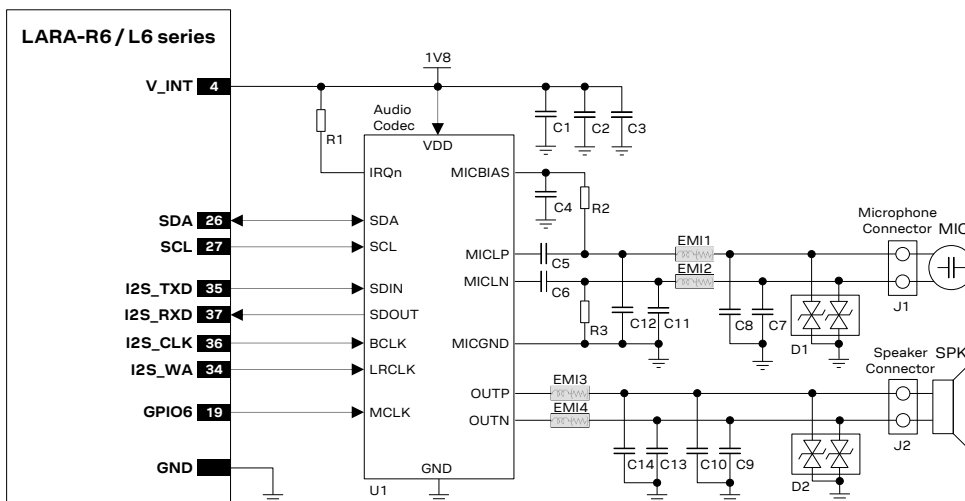 LARA-R6 / L6 series
1V8
V_INT 4
Audio
Codec
R1
VDD
C1
C2
C3
IRQn
MICBIAS
C4
R2
SDA 26
SDA
SCL 27
SCL
Microphone
Connector
MIC
MICLP
C5
EMI1
MICLN
C6
EMI2
I2S_TXD 35
SDIN
I2S_RXD 37
SDOUT
R3
C12
C11
C8
C7
D1
J1
I2S_CLK 36
BCLK
MICGND
I2S_WA 34
LRCLK
Speaker
Connector
SPK
EMI3
OUTP
GPIO6 19
MCLK
EMI4
OUTN
J2
C14
C13
C10
C9
D2
GND
GND
U1